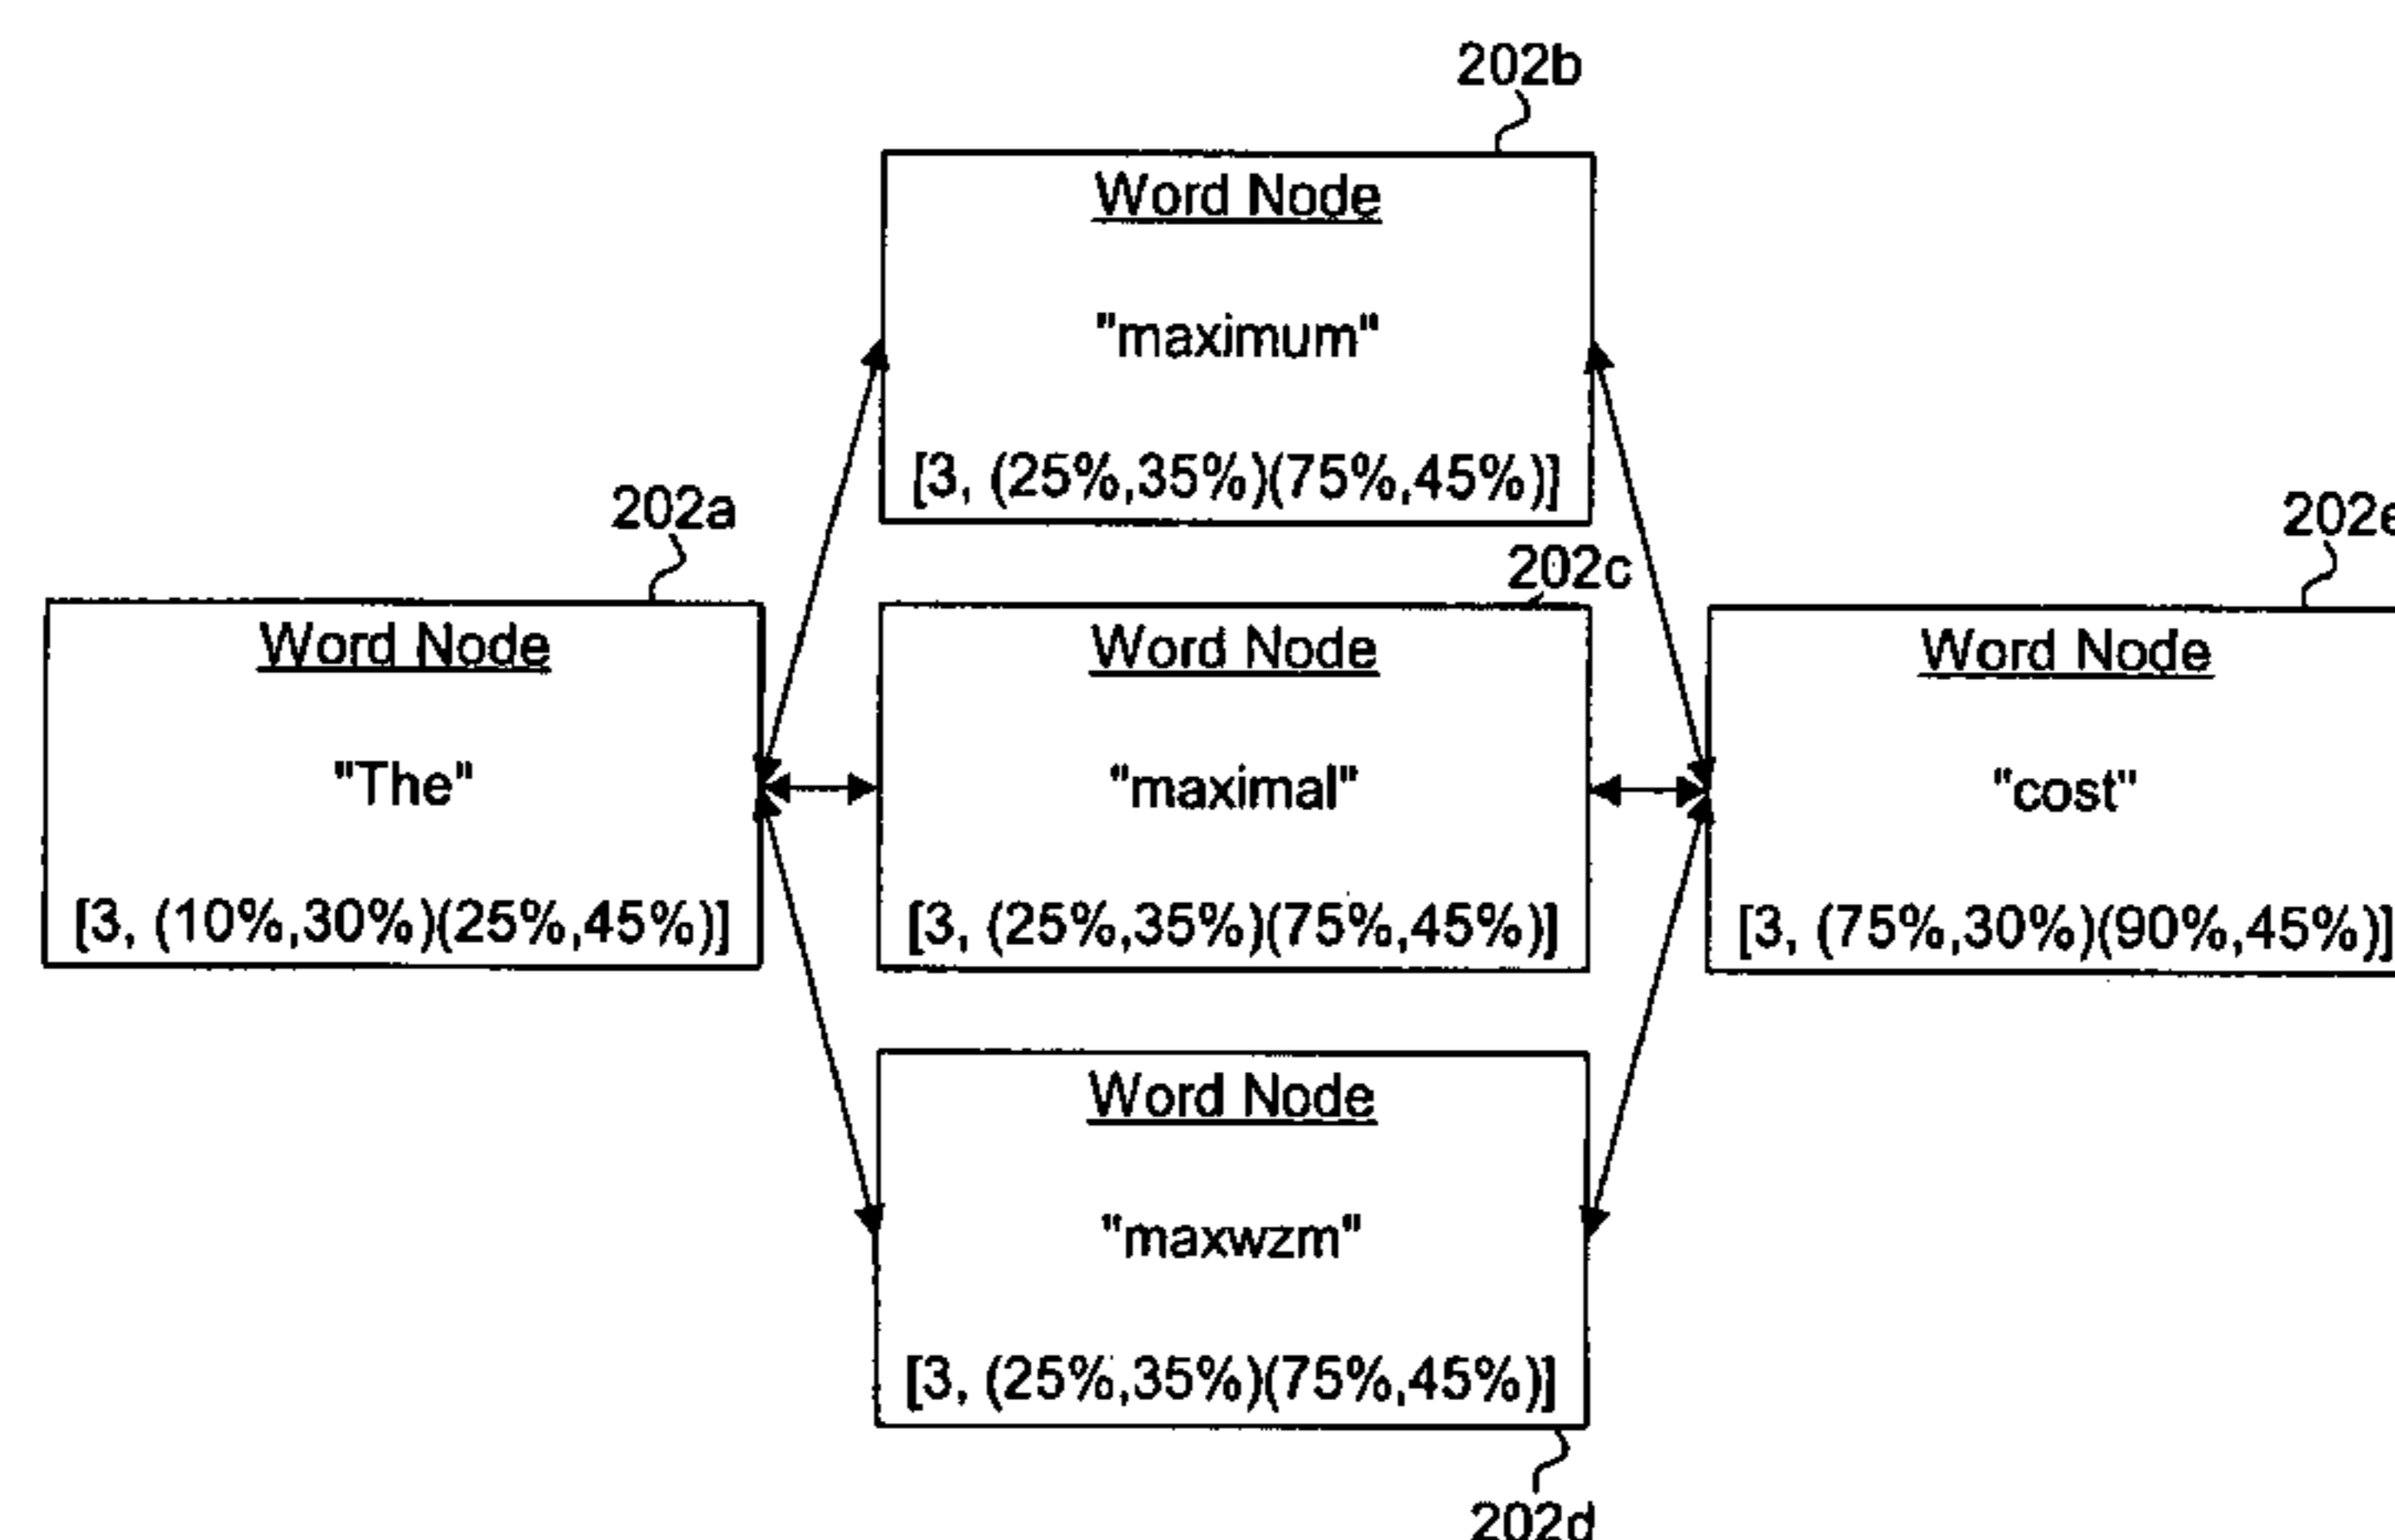 202b
Word Node
"maximum"
[3, (25%,35%)(75%,45%)]
202a
Word Node
"The"
[3, (10%,30%)(25%,45%)]
202c
Word Node
"maximal"
[3, (25%,35%)(75%,45%)]
202e
Word Node
"cost"
[3, (75%,30%)(90%,45%)]
Word Node
"maxwzm"
[3, (25%,35%)(75%,45%)]
202d